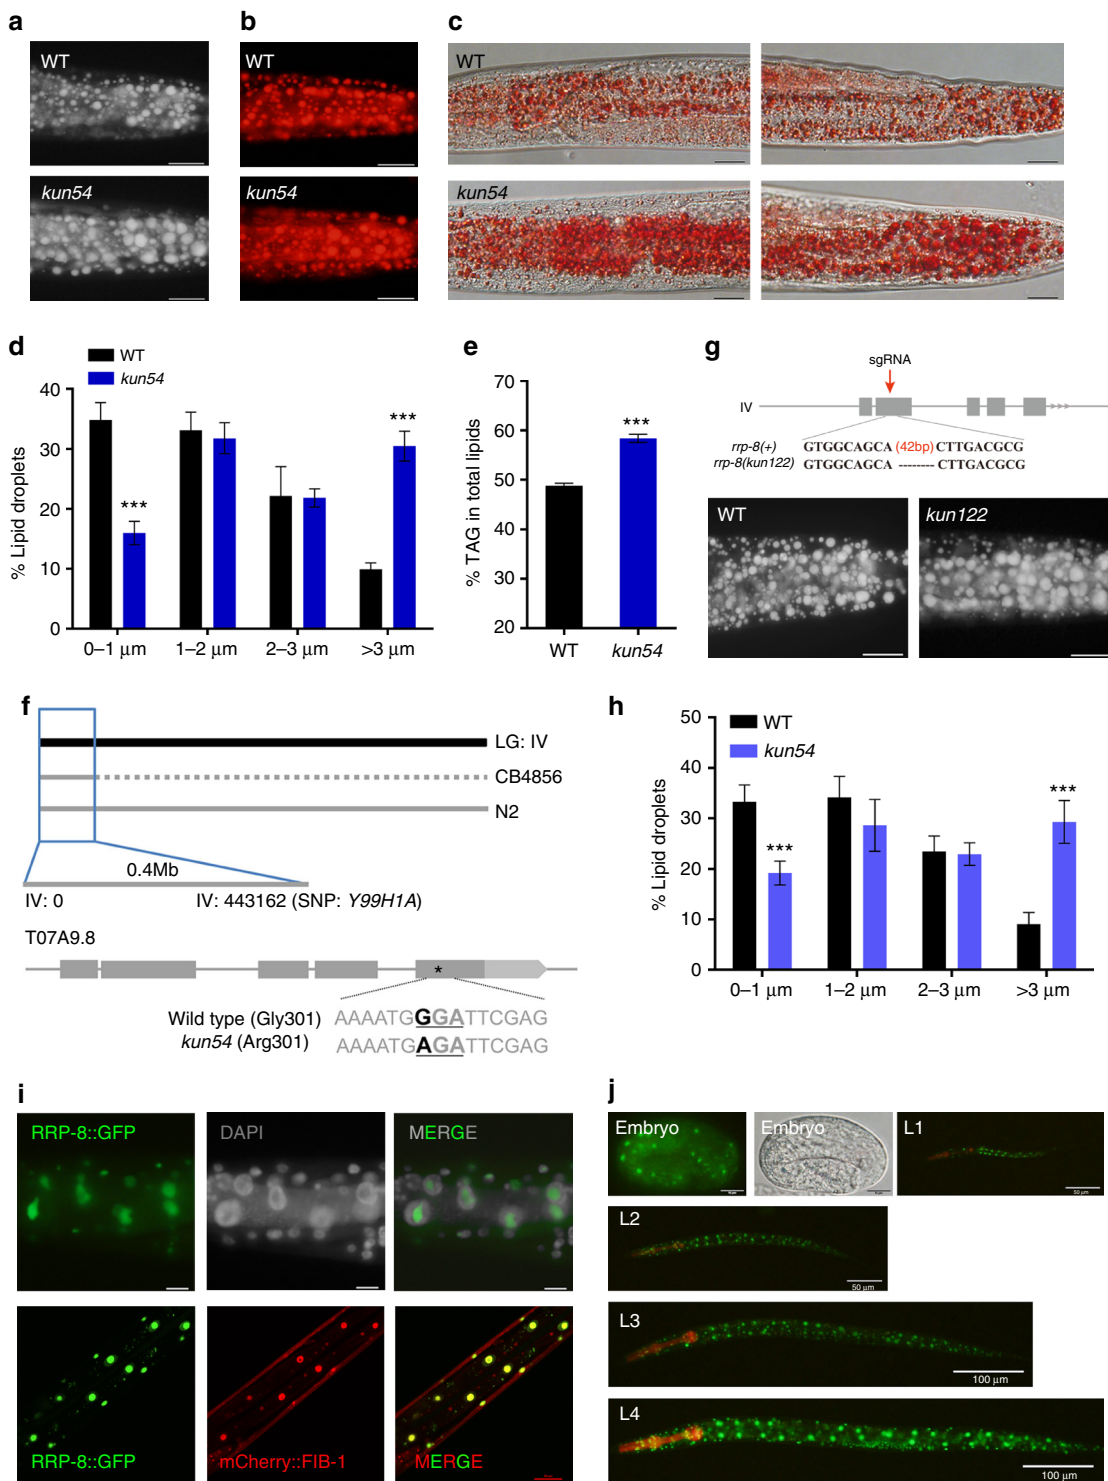 a
WT
kun54
b
WT
kun54
c
WT
kun54
d
WT
kun54
% Lipid droplets
40
30
20
10
0
***
***
0–1 μm
1–2 μm
2–3 μm
>3 μm
e
% TAG in total lipids
70
60
50
40
30
20
***
WT
kun54
g
sgRNA
IV
rrp-8(+) GTGGCAGCA (42bp) CTTGACGCG
rrp-8(kun122) GTGGCAGCA -------- CTTGACGCG
WT
kun122
f
LG: IV
CB4856
N2
0.4Mb
IV: 0
IV: 443162 (SNP: Y99H1A)
T07A9.8
*
Wild type (Gly301) AAAATGGGATTCGAG
kun54 (Arg301) AAAATGAGATTCGAG
h
WT
kun54
% Lipid droplets
50
40
30
20
10
0
***
***
0–1 μm
1–2 μm
2–3 μm
>3 μm
i
RRP-8::GFP
DAPI
MERGE
RRP-8::GFP
mCherry::FIB-1
MERGE
j
Embryo
Embryo
L1
50 μm
L2
50 μm
L3
100 μm
L4
100 μm